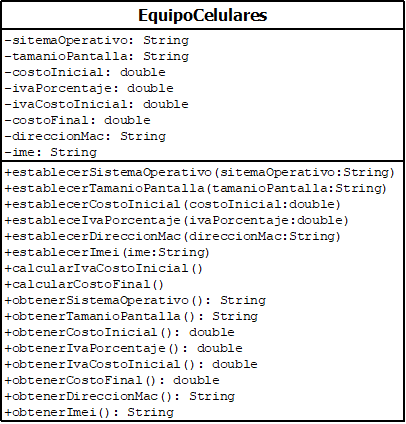 EquipoCelulares
-sitemaOperativo: String
-tamanioPantalla: String
-costoInicial: double
-ivaPorcentaje: double
-ivaCostoInicial: double
-costoFinal: double
-direccionMac: String
-ime: String
+establecerSistemaOperativo(sitemaOperativo:String)
+establecerTamanioPantalla(tamanioPantalla:String)
+establecerCostoInicial(costoInicial:double)
+estableceIvaPorcentaje(ivaPorcentaje:double)
+establecerDireccionMac(direccionMac:String)
+establecerImei(ime:String)
+calcularIvaCostoInicial()
+calcularCostoFinal()
+obtenerSistemaOperativo(): String
+obtenerTamanioPantalla(): String
+obtenerCostoInicial(): double
+obtenerIvaPorcentaje(): double
+obtenerIvaCostoInicial(): double
+obtenerCostoFinal(): double
+obtenerDireccionMac(): String
+obtenerImei(): String